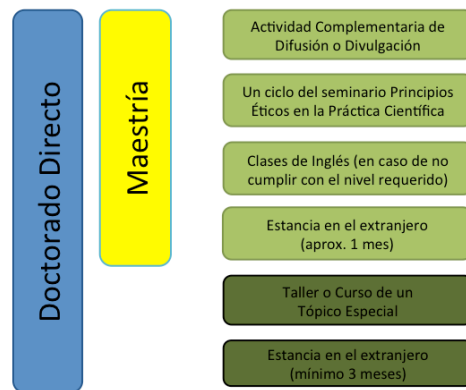 Doctorado Directo
Maestría
Actividad Complementaria de
Difusión o Divulgación
Un ciclo del seminario Principios
Éticos en la Práctica Científica
Clases de Inglés (en caso de no
cumplir con el nivel requerido)
Estancia en el extranjero
(aprox. 1 mes)
Taller o Curso de un
Tópico Especial
Estancia en el extranjero
(mínimo 3 meses)